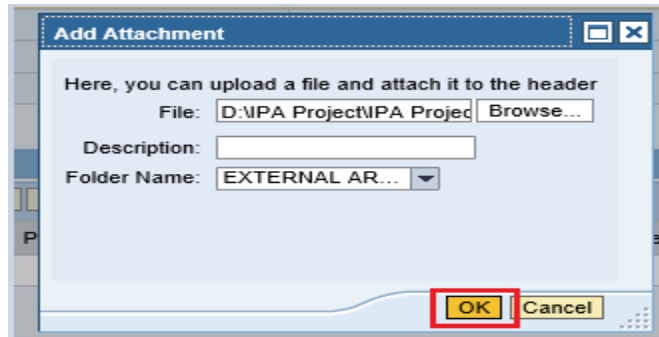 Add Attachment
Here, you can upload a file and attach it to the header
File: D:\IPA Project\IPA Projec Browse...
Description:
Folder Name: EXTERNAL AR...
P
OK Cancel